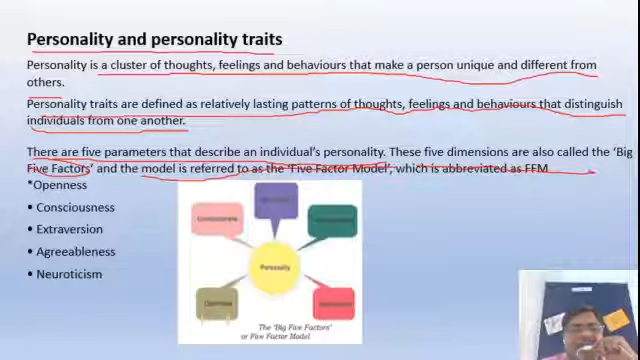 Personality and personality traits
Personality is a cluster of thoughts, feelings and behaviours that make a person unique and different from
others.
Personality traits are defined as relatively lasting patterns of thoughts, feelings and behaviours that distinguish
individuals from one another.
There are five parameters that describe an individual's personality. These five dimensions are also called the 'Big
Five Factors' and the model is referred to as the 'Five Factor Model', which is abbreviated as FFM
*Openness
• Consciousness
• Extraversion
• Agreeableness
• Neuroticism
Personality
The 'Big Five Factors'
or Five Factor Model